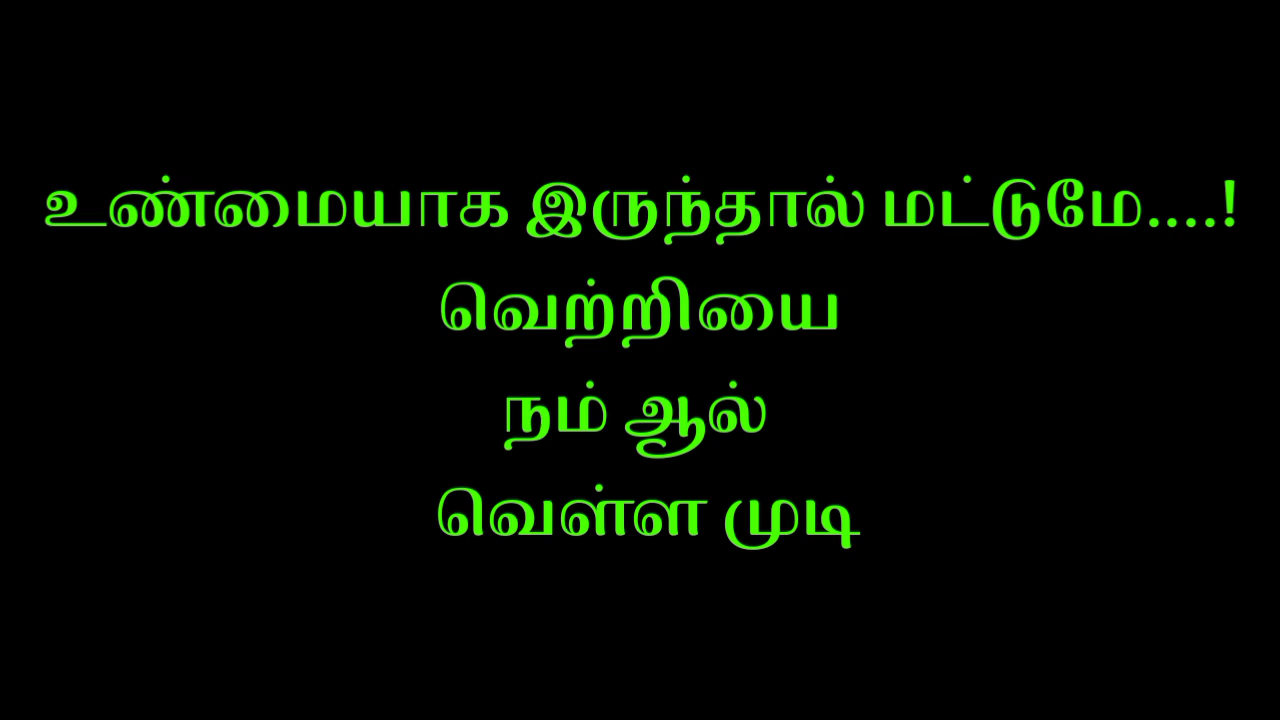 உண்மையாக இருந்தால் மட்டுமே....!
வெற்றியை
நம் ஆல்
வெள்ள முடி